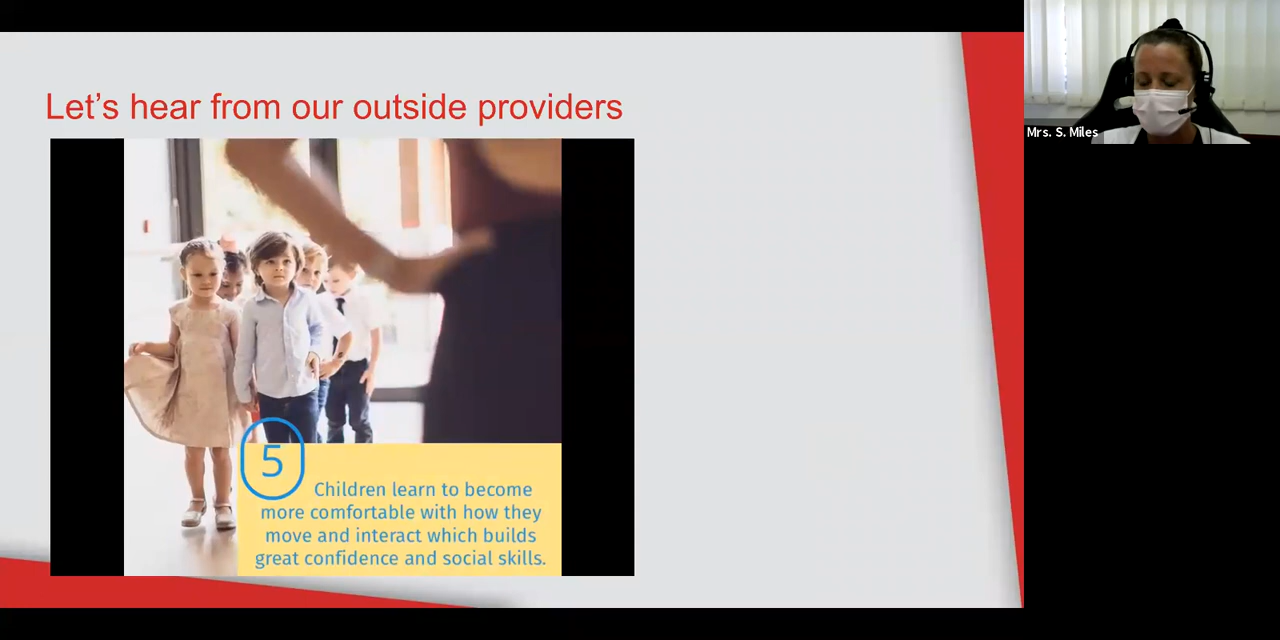 Let's hear from our outside providers
Mrs. S. Miles
5
Children learn to become
more comfortable with how they
move and interact which builds
great confidence and social skills.